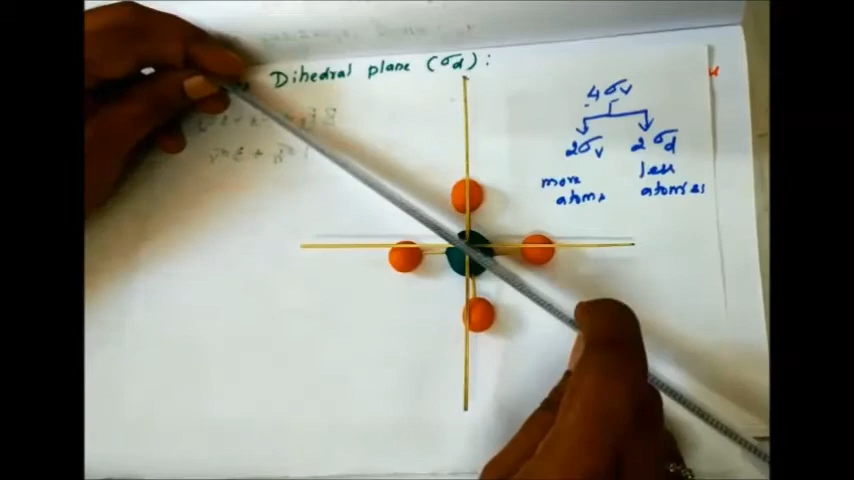 Dihedral plane (σd) :
4σv
2σv 2σd
more less
atoms atoms